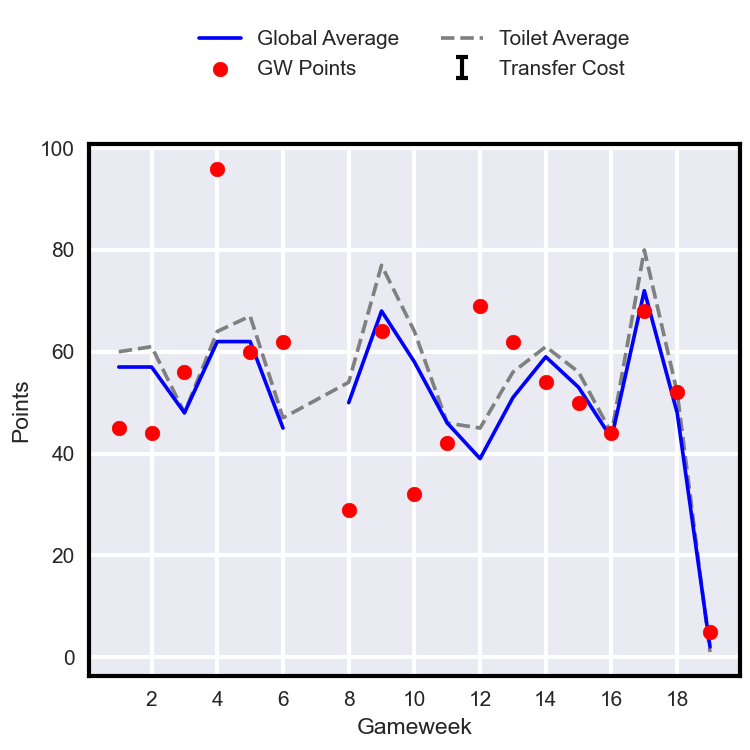 Global Average
Toilet Average
GW Points
Transfer Cost
100
80
60
40
20
0
Points
2 4 6 8 10 12 14 16 18
Gameweek